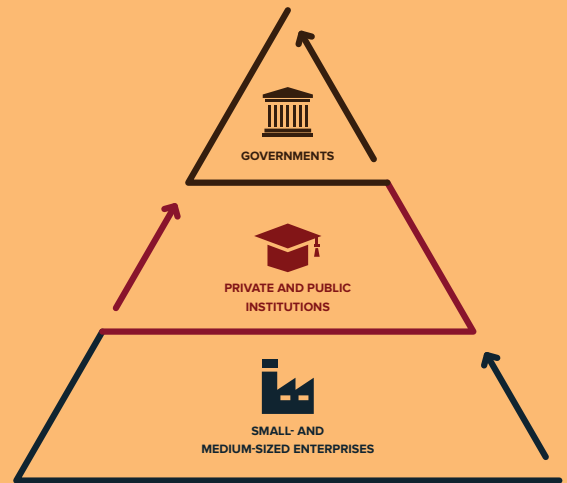 GOVERNMENTS
PRIVATE AND PUBLIC
INSTITUTIONS
SMALL- AND
MEDIUM-SIZED ENTERPRISES